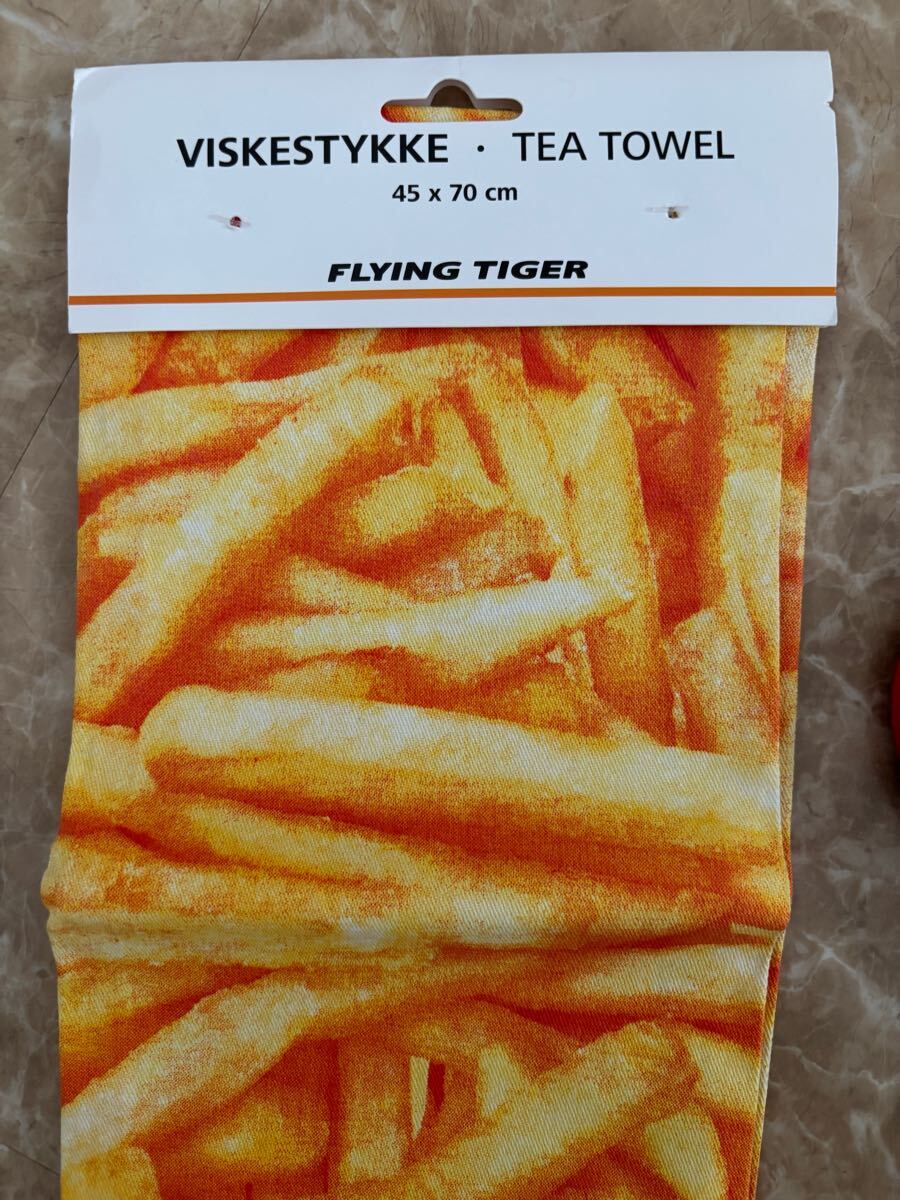 VISKESTYKKE · TEA TOWEL
45 x 70 cm
FLYING TIGER